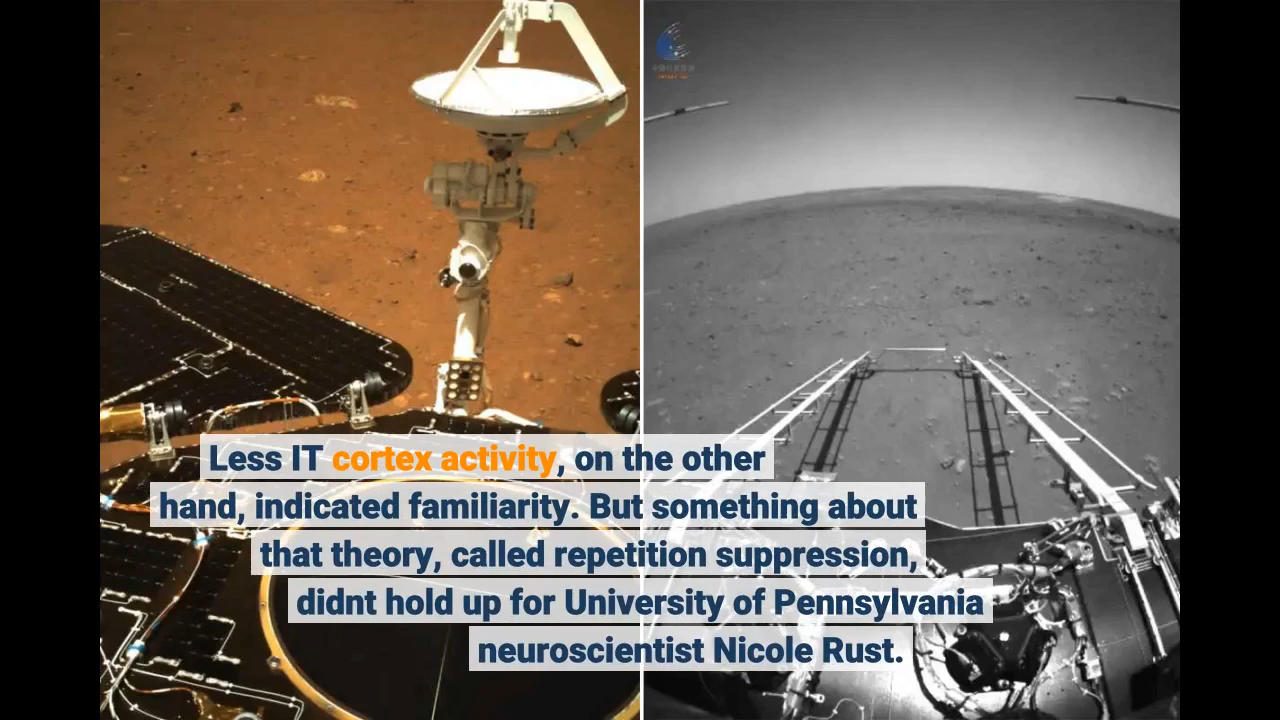 Less IT cortex activity, on the other
hand, indicated familiarity. But something about
that theory, called repetition suppression,
didnt hold up for University of Pennsylvania
neuroscientist Nicole Rust.